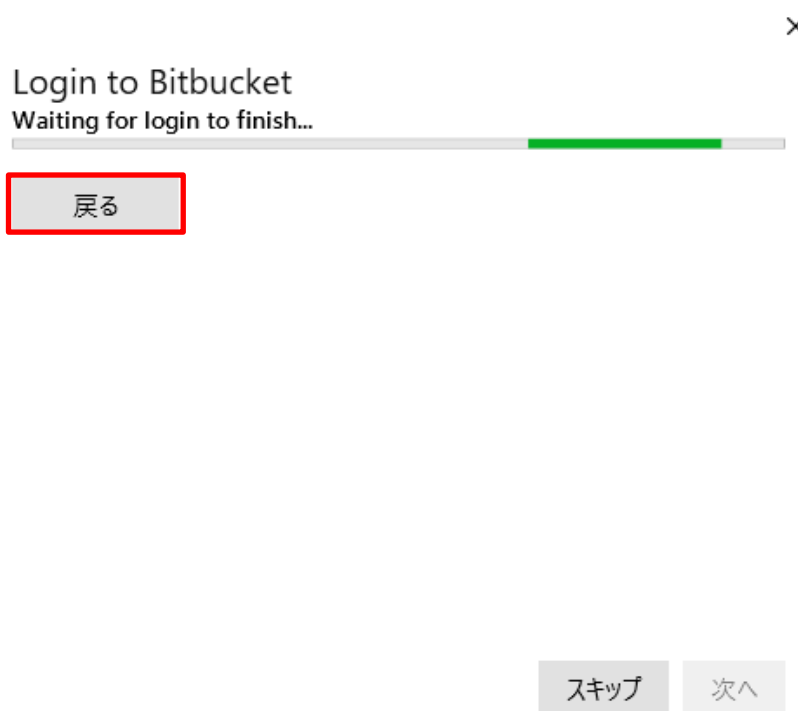 Login to Bitbucket
Waiting for login to finish...
戻る
スキップ 次へ